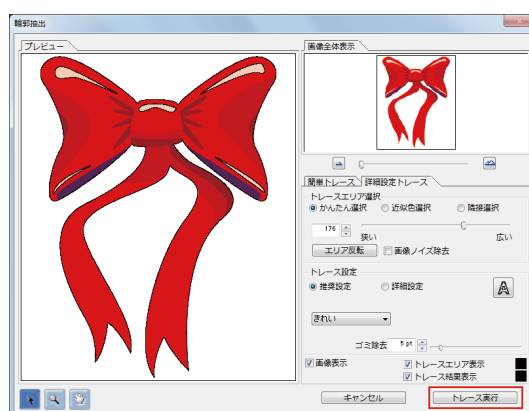 輪郭抽出
プレビュー
画像全体表示
簡単トレース 詳細設定トレース
トレースエリア選択
かんたん選択 近似色選択 隣接選択
176
狭い 広い
エリア反転 画像ノイズ除去
トレース設定
推奨設定 詳細設定
A
きれい
ゴミ除去 5 pt
画像表示 トレースエリア表示
トレース結果表示
キャンセル トレース実行